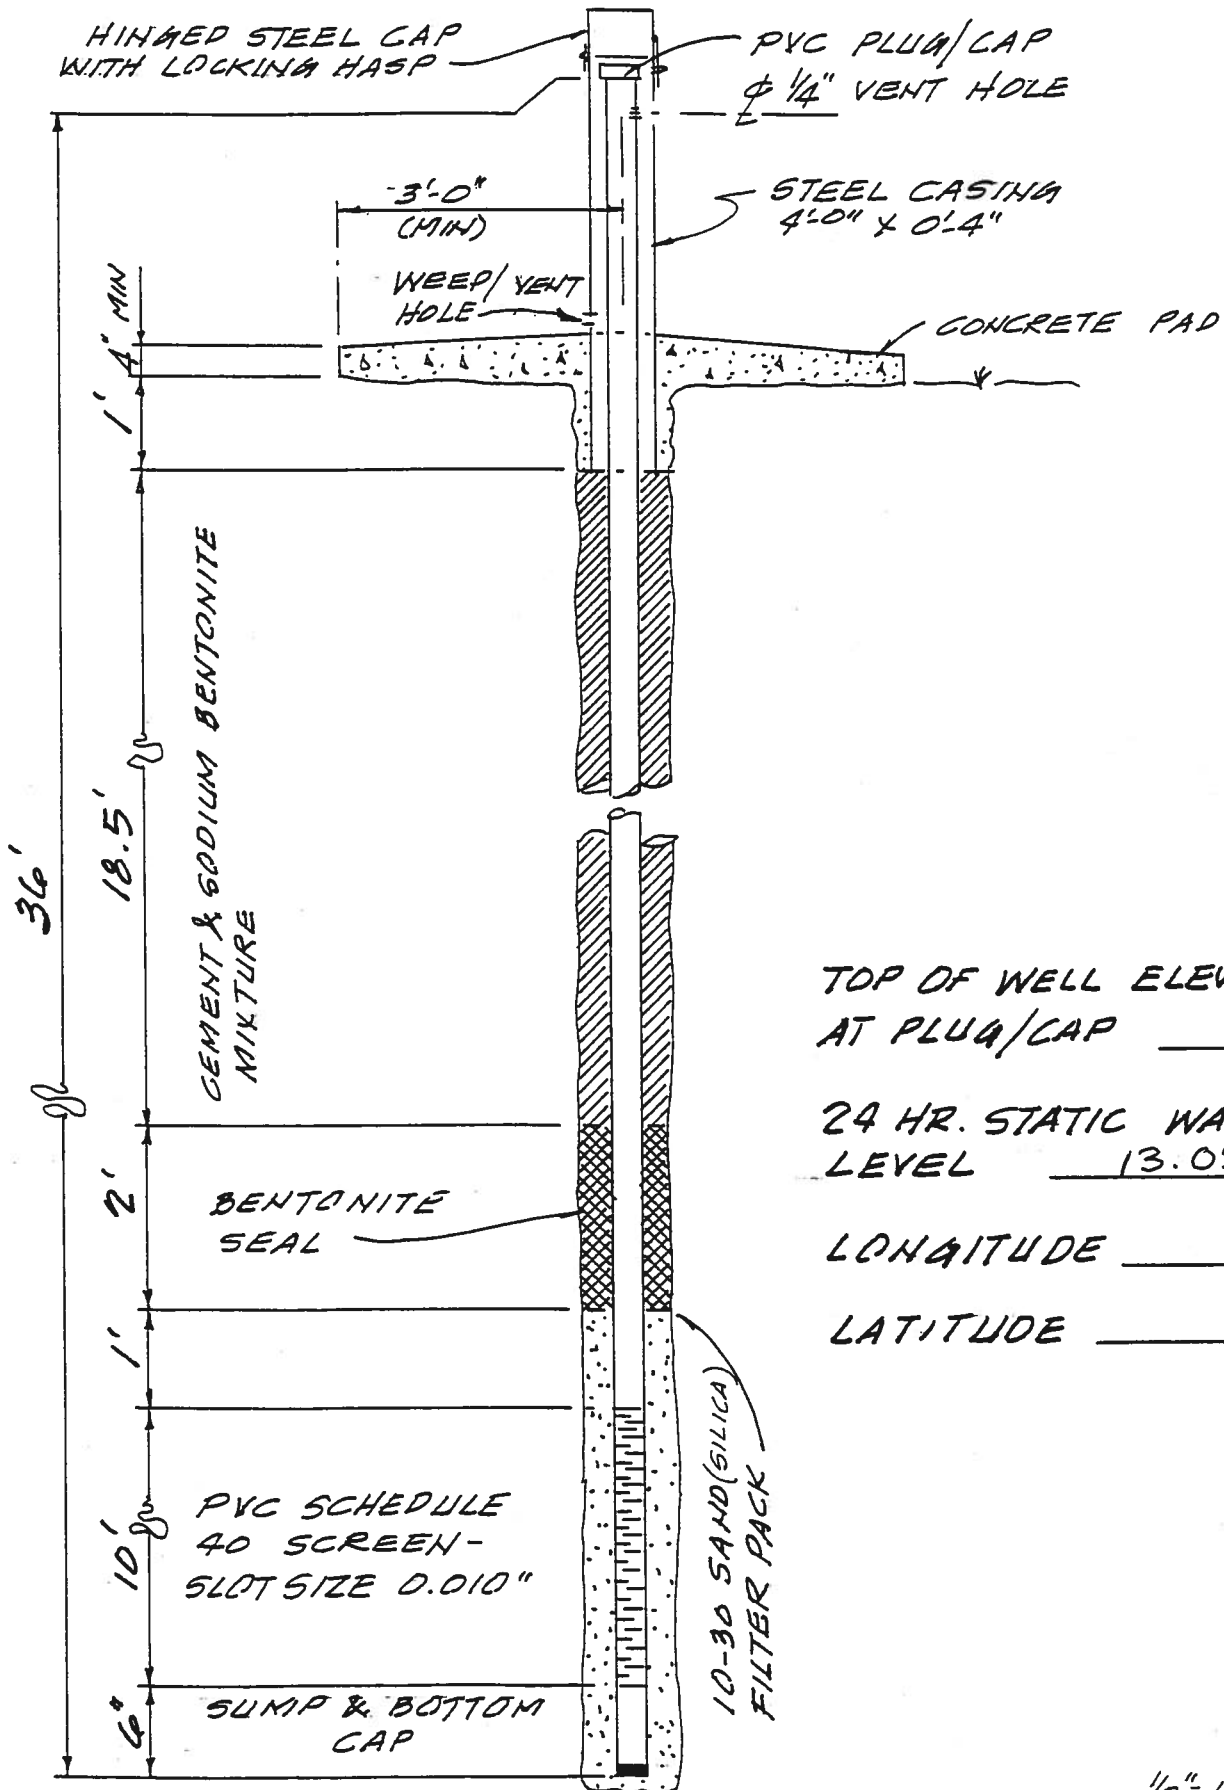 HINGED STEEL CAP
WITH LOCKING HASP
PVC PLUG/CAP
¢ 1/4" VENT HOLE
3'-0"
(MIN)
STEEL CASING
4'-0" X 0'-4"
WEEP/VENT
HOLE
CONCRETE PAD
4" MIN
1'
CEMENT & SODIUM BENTONITE
MIXTURE
18.5'
36'
TOP OF WELL ELEV
AT PLUG/CAP
24 HR. STATIC WA
LEVEL 13.0
LONGITUDE
LATITUDE
2'
BENTONITE
SEAL
1'
10-30 SAND (SILICA)
FILTER PACK
10'
PVC SCHEDULE
40 SCREEN-
SLOT SIZE 0.010"
6"
SUMP & BOTTOM
CAP